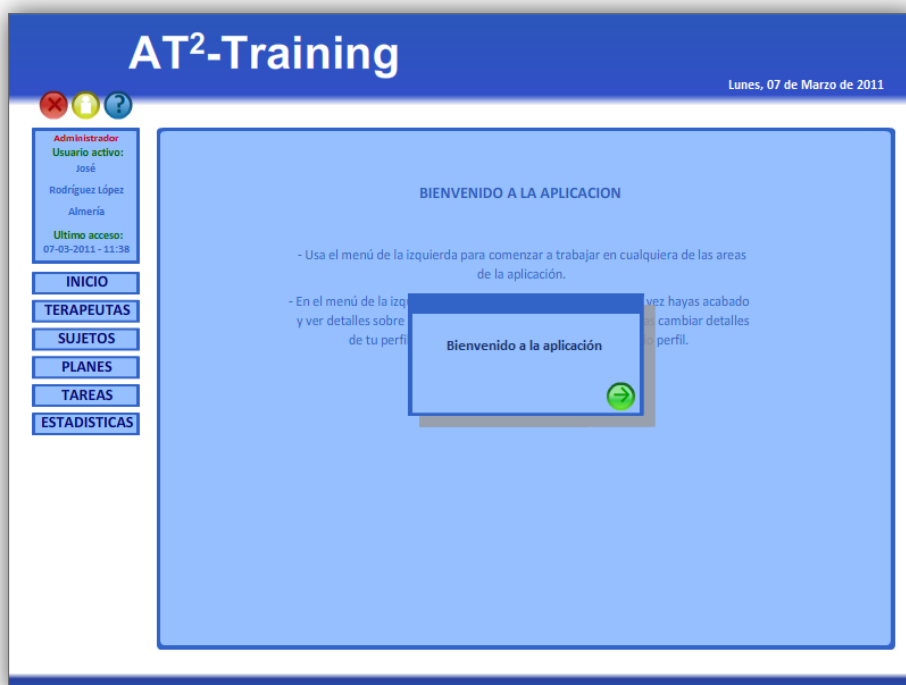 AT²-Training
Lunes, 07 de Marzo de 2011
Administrador
Usuario activo:
José
Rodríguez López
Almería
Ultimo acceso:
07-03-2011 - 11:38
INICIO
TERAPEUTAS
SUJETOS
PLANES
TAREAS
ESTADISTICAS
BIENVENIDO A LA APLICACION
- Usa el menú de la izquierda para comenzar a trabajar en cualquiera de las areas
de la aplicación.
- En el menú de la vez hayas acabado
y ver detalles sobre cambiar detalles
de tu perfil.
Bienvenido a la aplicación